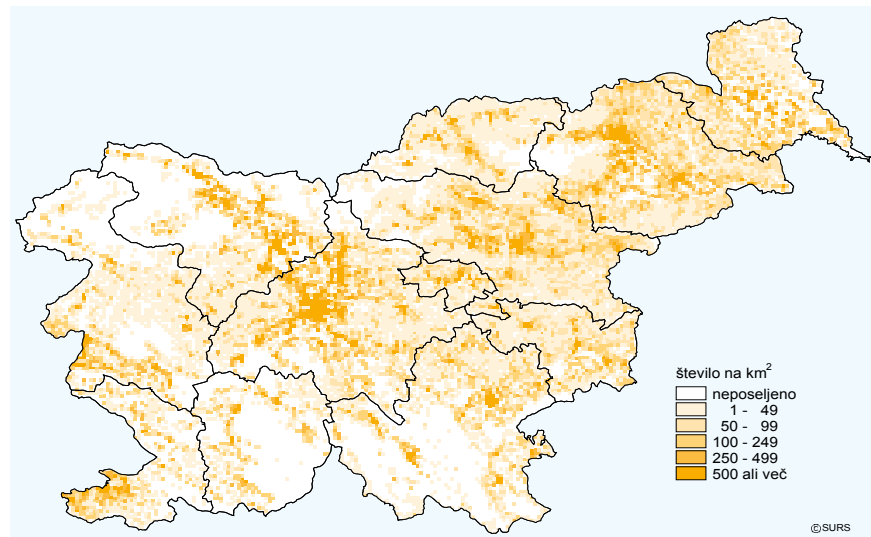 število na km²
neposeljeno
1 - 49
50 - 99
100 - 249
250 - 499
500 ali več
©SURS